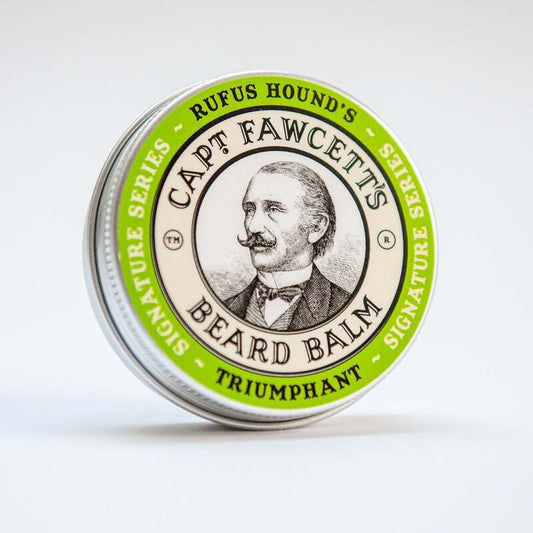 RUFUS HOUND'S
~ SIGNATURE SERIES ~
~ SIGNATURE SERIES ~
TRIUMPHANT
CAPT. FAWCETT'S
TM
R
BEARD BALM